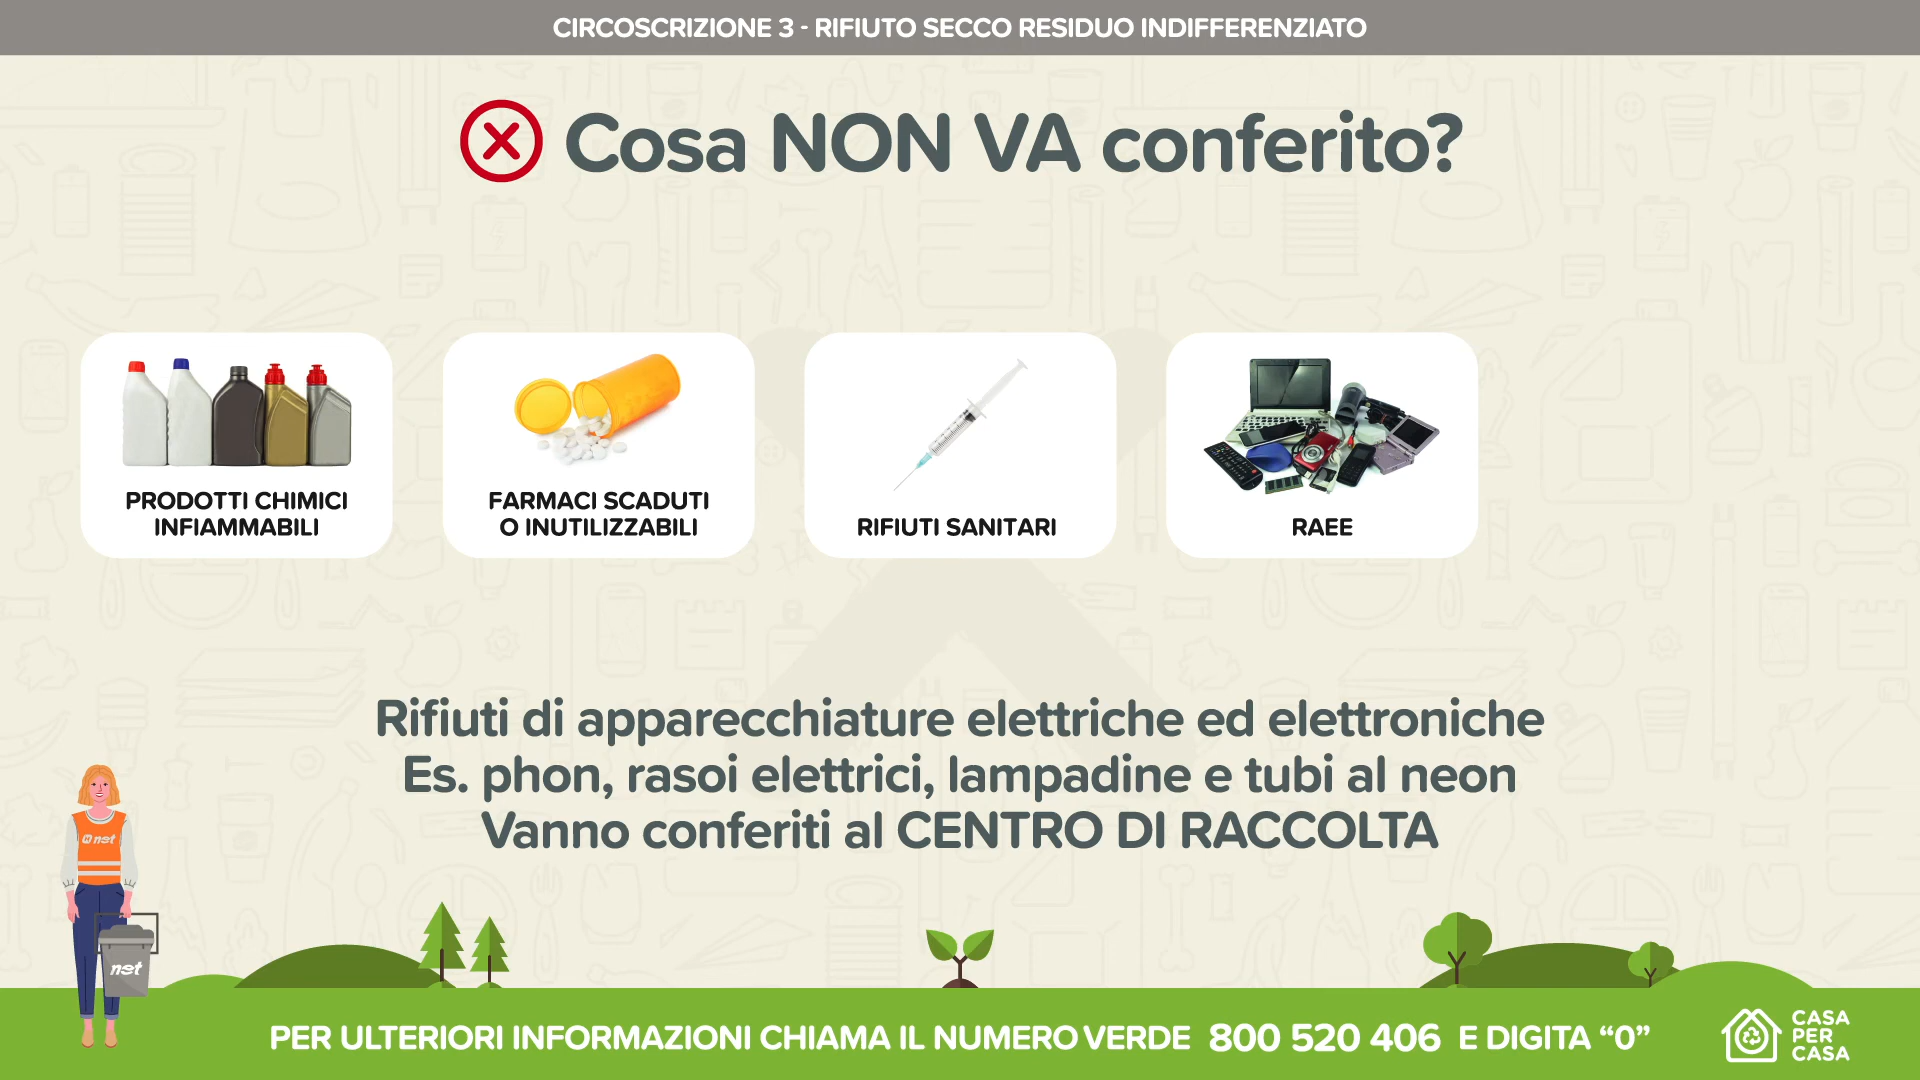 CIRCOSCRIZIONE 3 - RIFIUTO SECCO RESIDUO INDIFFERENZIATO
Cosa NON VA conferito?
PRODOTTI CHIMICI
INFIAMMABILI
FARMACI SCADUTI
O INUTILIZZABILI
RIFIUTI SANITARI
RAEE
Rifiuti di apparecchiature elettriche ed elettroniche
Es. phon, rasoi elettrici, lampadine e tubi al neon
Vanno conferiti al CENTRO DI RACCOLTA
net
net
PER ULTERIORI INFORMAZIONI CHIAMA IL NUMERO VERDE 800 520 406 E DIGITA “0”
CASA
PER
CASA